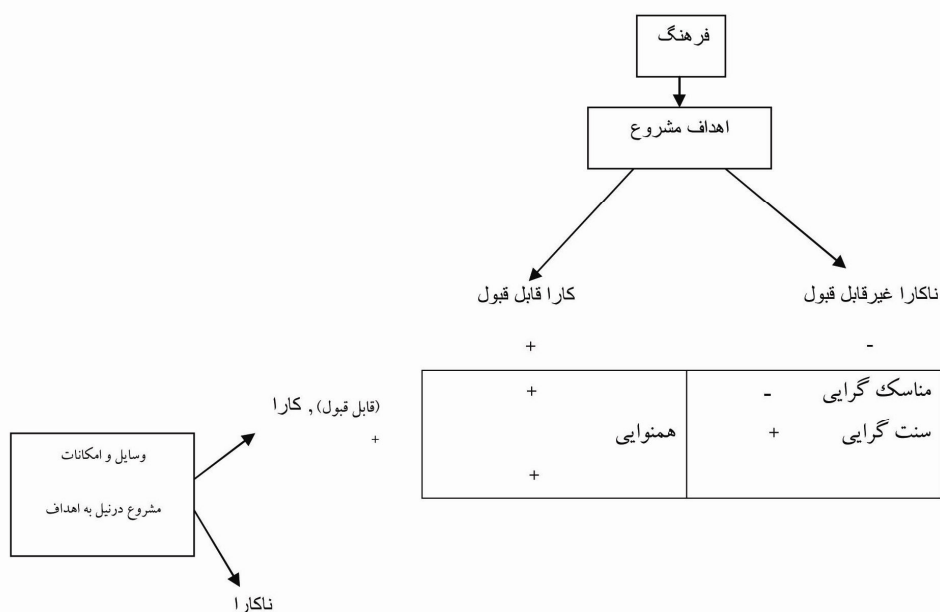 فرهنگ
اهداف مشروع
ناکارا غیرقابل قبول
کارا قابل قبول
-
+
مناسک گرایی -
+
سنت گرایی +
همنوایی
+
(قابل قبول), کارا
+
وسایل و امکانات
مشروع درنیل به اهداف
ناکارا